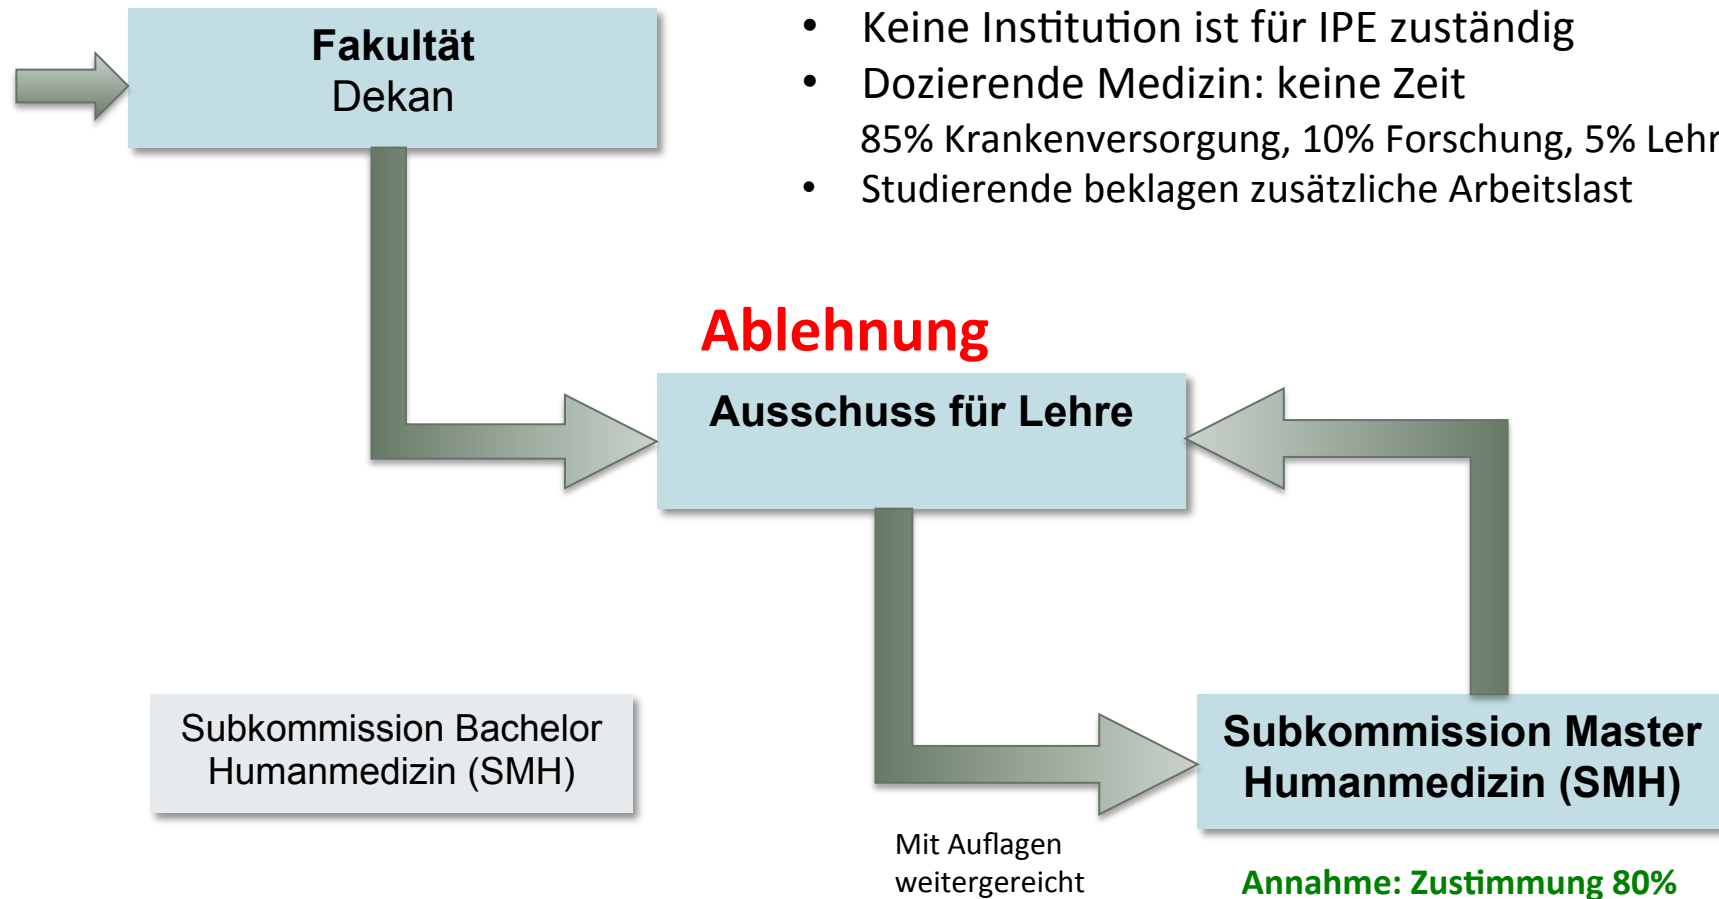 Fakultät
Dekan
• Keine Institution ist für IPE zuständig
• Dozierende Medizin: keine Zeit
85% Krankenversorgung, 10% Forschung, 5% Lehr
• Studierende beklagen zusätzliche Arbeitslast
Ablehnung
Ausschuss für Lehre
Subkommission Bachelor
Humanmedizin (SMH)
Subkommission Master
Humanmedizin (SMH)
Mit Auflagen
weitergereicht
Annahme: Zustimmung 80%